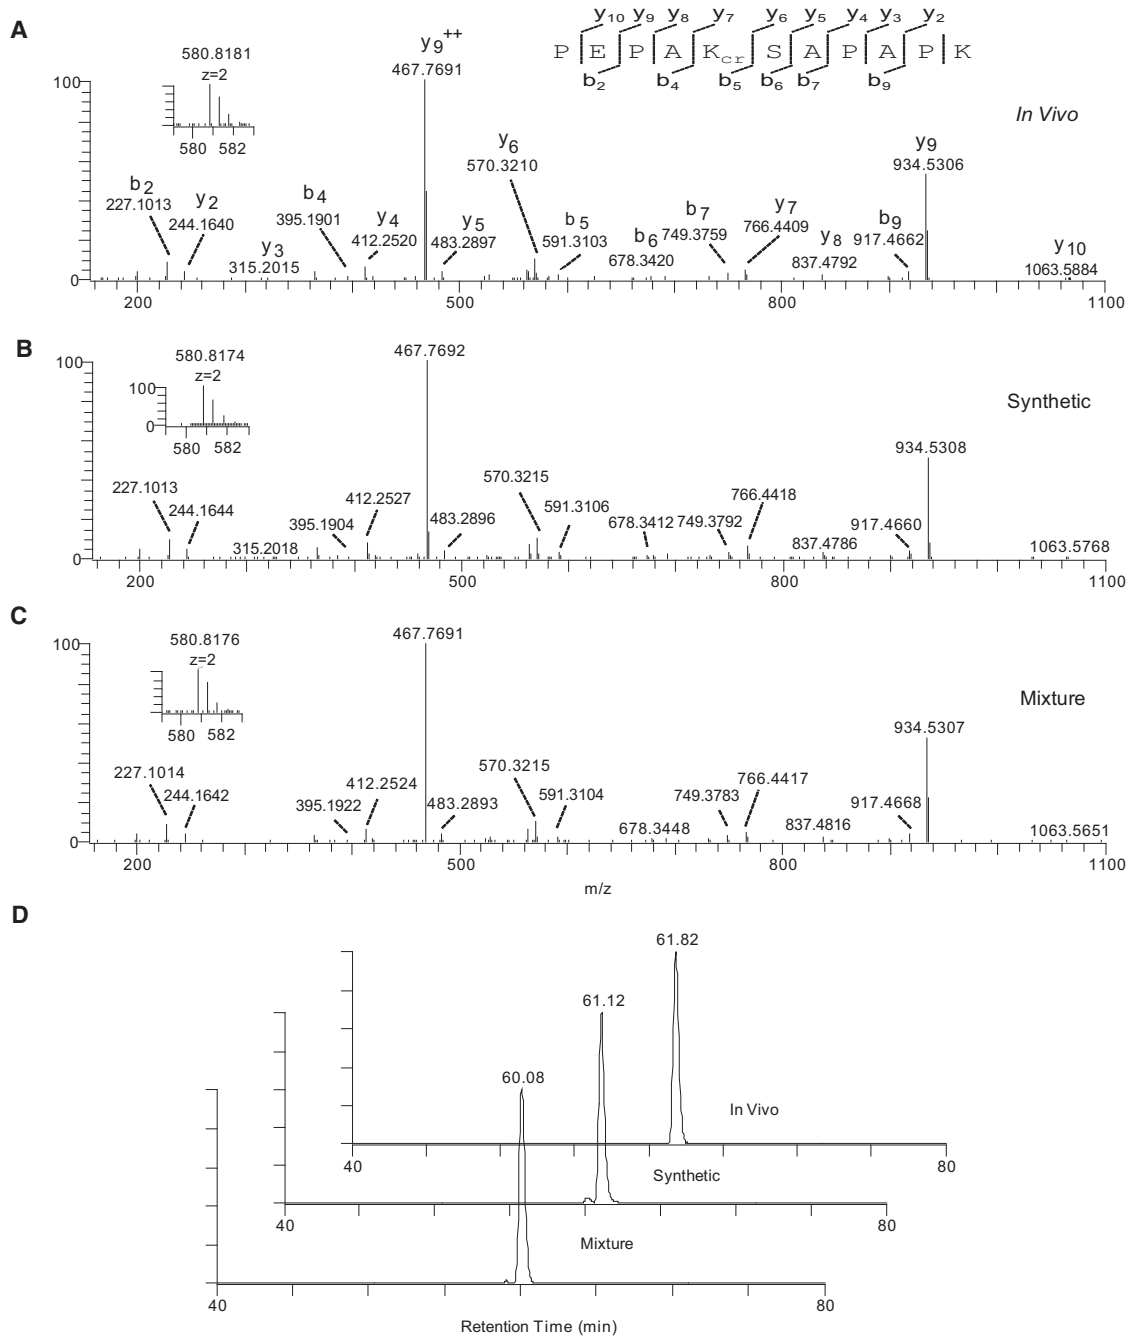 A
y10 y9 y8 y7 y6 y5 y4 y3 y2
P E P A Kcr S A P A P K
b2 b4 b5 b6 b7 b9
In Vivo
580.8181
z=2
580 582
100
0
b2
227.1013
y2
244.1640
y3
315.2015
b4
395.1901
y4
412.2520
y9++
467.7691
y5
483.2897
y6
570.3210
b5
591.3103
b6
678.3420
b7
749.3759
y7
766.4409
y8
837.4792
b9
917.4662
y9
934.5306
y10
1063.5884
200 500 800 1100
B
580.8174
z=2
100
0
580 582
100
0
Synthetic
227.1013
244.1644
315.2018
395.1904
412.2527
467.7692
483.2896
570.3215
591.3106
678.3412
749.3792
766.4418
837.4786
917.4660
934.5308
1063.5768
200 500 800 1100
C
580.8176
z=2
580 582
100
0
Mixture
227.1014
244.1642
395.1922
412.2524
467.7691
483.2893
570.3215
591.3104
678.3448
749.3783
766.4417
837.4816
917.4668
934.5307
1063.5651
200 500 800 1100
m/z
D
61.82
In Vivo
40 80
61.12
Synthetic
40 80
60.08
Mixture
40 80
Retention Time (min)